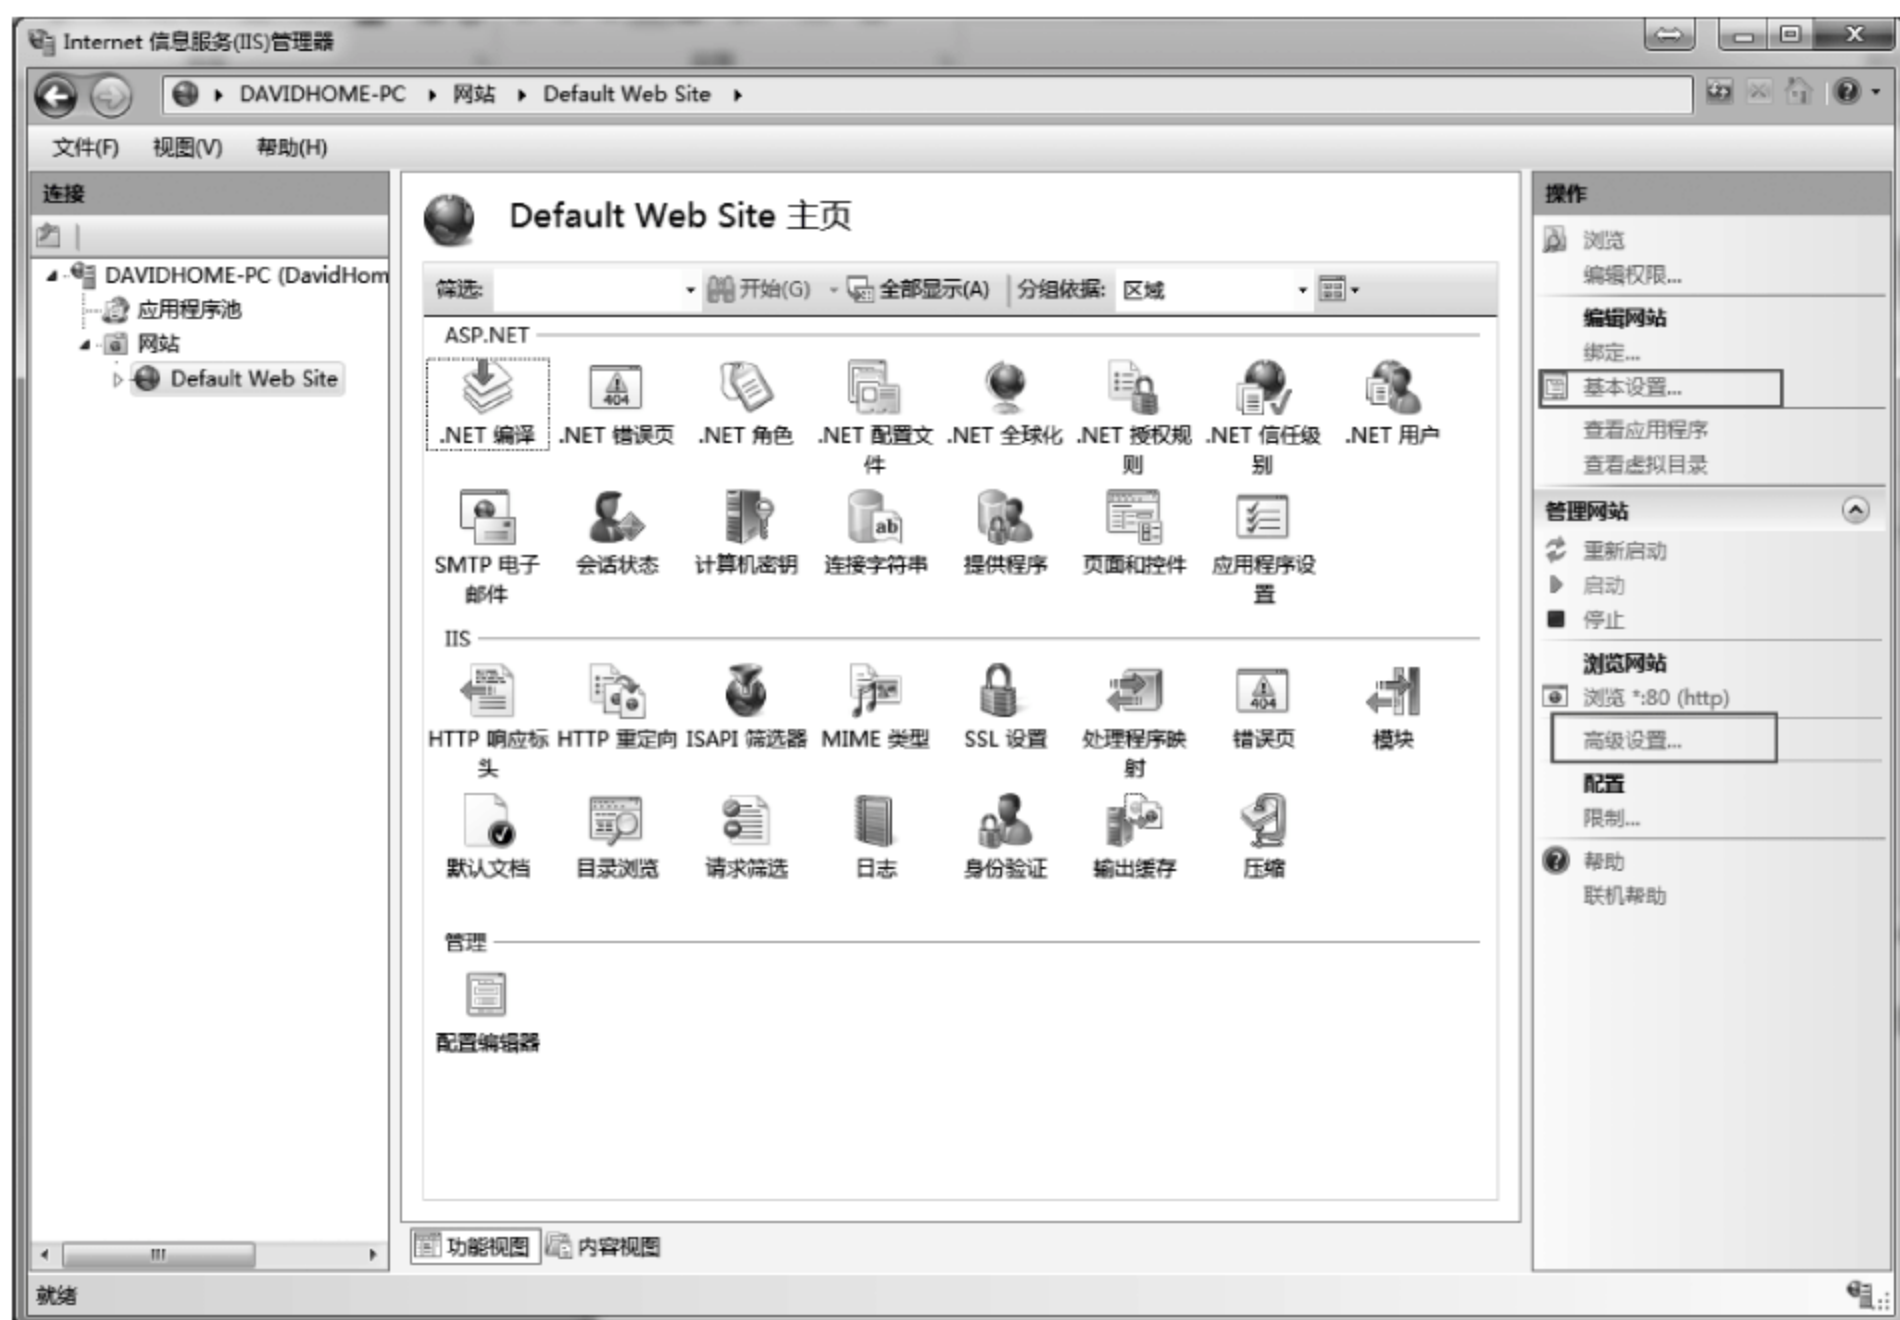 Internet 信息服务(IIS)管理器
DAVIDHOME-PC ▸ 网站 ▸ Default Web Site ▸
文件(F) 视图(V) 帮助(H)
连接
DAVIDHOME-PC (DavidHom
应用程序池
网站
Default Web Site
Default Web Site 主页
筛选: 开始(G) 全部显示(A) 分组依据: 区域
ASP.NET
.NET 编译
.NET 错误页
.NET 角色
.NET 配置文
件
.NET 全球化
.NET 授权规
则
.NET 信任级
别
.NET 用户
SMTP 电子
邮件
会话状态
计算机密钥
连接字符串
提供程序
页面和控件
应用程序设
置
IIS
HTTP 响应标
头
HTTP 重定向
ISAPI 筛选器
MIME 类型
SSL 设置
处理程序映
射
错误页
模块
默认文档
目录浏览
请求筛选
日志
身份验证
输出缓存
压缩
管理
配置编辑器
功能视图 内容视图
操作
浏览
编辑权限...
编辑网站
绑定...
基本设置...
查看应用程序
查看虚拟目录
管理网站
重新启动
启动
停止
浏览网站
浏览 *:80 (http)
高级设置...
配置
限制...
帮助
联机帮助
就绪